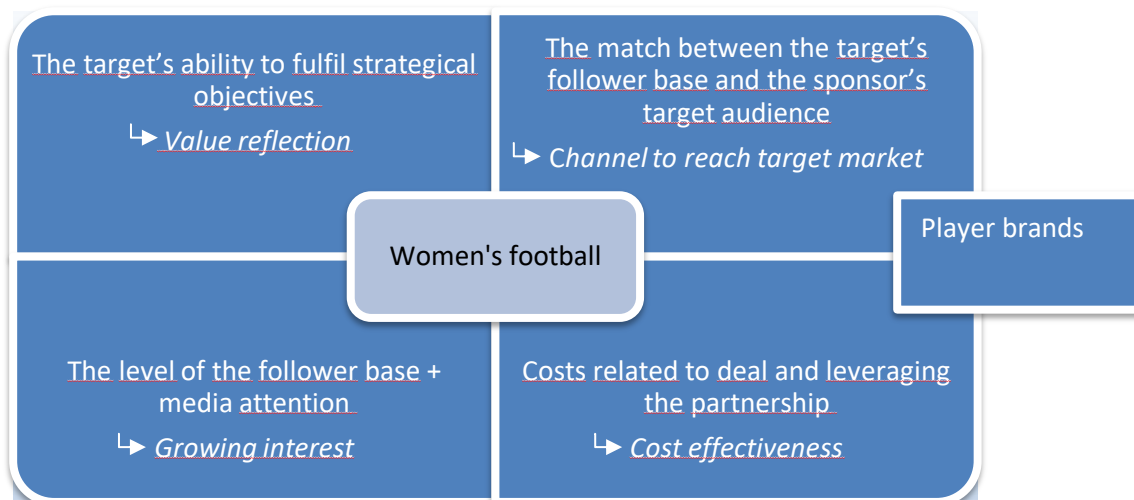 The target’s ability to fulfil strategical
objectives
Value reflection
The match between the target’s
follower base and the sponsor’s
target audience
Channel to reach target market
Women's football
Player brands
The level of the follower base +
media attention
Growing interest
Costs related to deal and leveraging
the partnership
Cost effectiveness